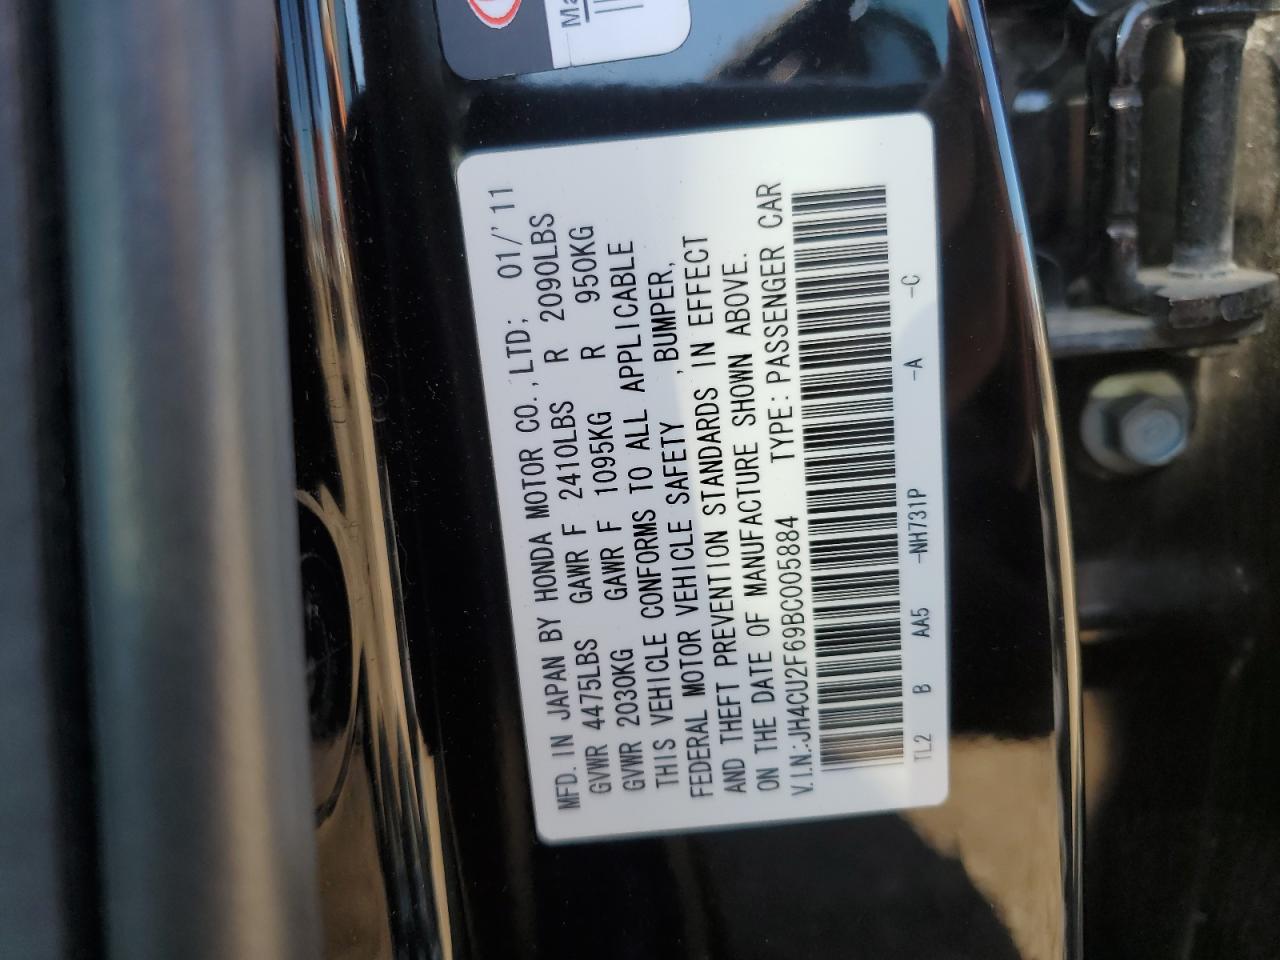 Ma
MFD. IN JAPAN BY HONDA MOTOR CO., LTD; 01/'11
GVWR 4475LBS GAWR F 2410LBS R 2090LBS
GVWR 2030KG GAWR F 1095KG R 950KG
THIS VEHICLE CONFORMS TO ALL APPLICABLE
FEDERAL MOTOR VEHICLE SAFETY ,BUMPER,
AND THEFT PREVENTION STANDARDS IN EFFECT
ON THE DATE OF MANUFACTURE SHOWN ABOVE.
V.I.N.:JH4CU2F69BC005884 TYPE: PASSENGER CAR
TL2 B AA5 -NH731P -A -C